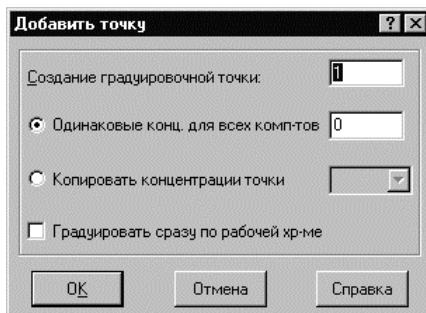 Добавить точку
Создание градуировочной точки: 1
Одинаковые конц. для всех комп-тов 0
Копировать концентрации точки
Градуировать сразу по рабочей хр-ме
OK Отмена Справка